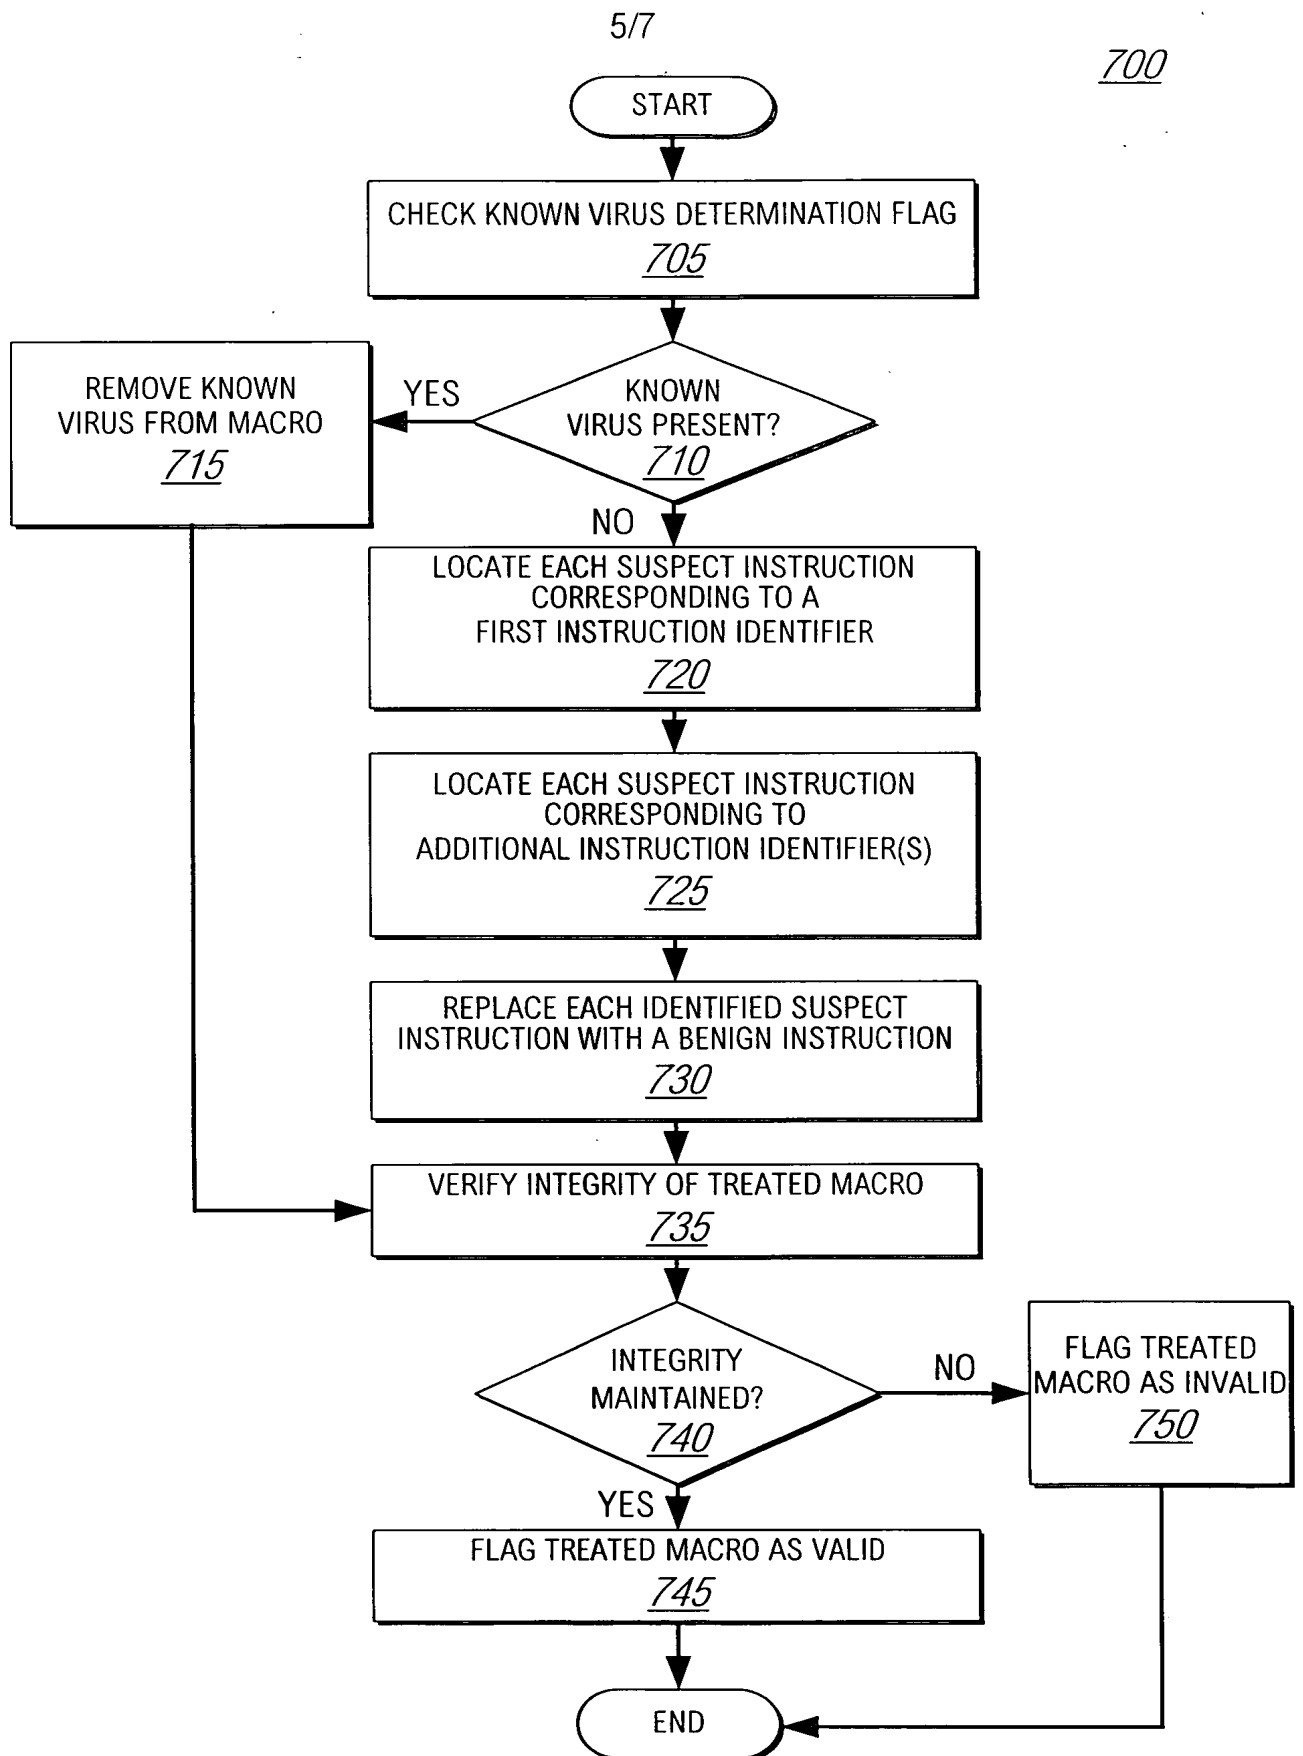 5/7
700
START
CHECK KNOWN VIRUS DETERMINATION FLAG
705
REMOVE KNOWN
VIRUS FROM MACRO
715
YES
KNOWN
VIRUS PRESENT?
710
NO
LOCATE EACH SUSPECT INSTRUCTION
CORRESPONDING TO A
FIRST INSTRUCTION IDENTIFIER
720
LOCATE EACH SUSPECT INSTRUCTION
CORRESPONDING TO
ADDITIONAL INSTRUCTION IDENTIFIER(S)
725
REPLACE EACH IDENTIFIED SUSPECT
INSTRUCTION WITH A BENIGN INSTRUCTION
730
VERIFY INTEGRITY OF TREATED MACRO
735
INTEGRITY
MAINTAINED?
740
NO
FLAG TREATED
MACRO AS INVALID
750
YES
FLAG TREATED MACRO AS VALID
745
END